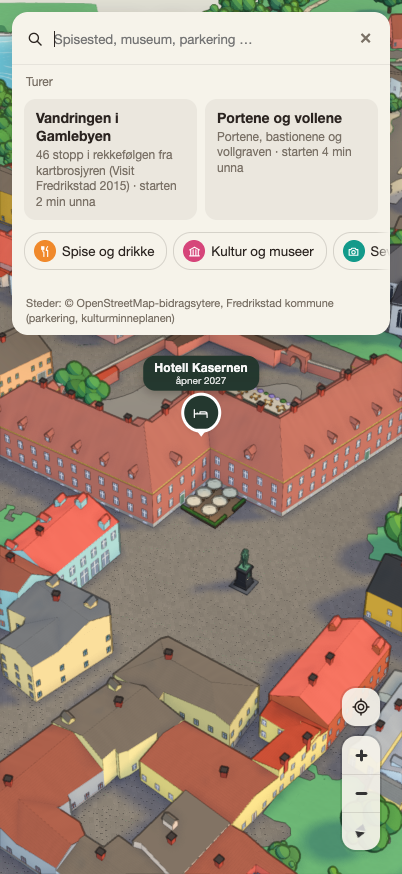 Spisested, museum, parkering …
Turer
Vandringen i
Gamlebyen
46 stopp i rekkefølgen fra
kartbrosjyren (Visit
Fredrikstad 2015) · starten
2 min unna
Portene og vollene
Portene, bastionene og
vollgraven · starten 4 min
unna
Spise og drikke
Kultur og museer
Se
Steder: © OpenStreetMap-bidragsytere, Fredrikstad kommune
(parkering, kulturminneplanen)
Hotell Kasernen
åpner 2027